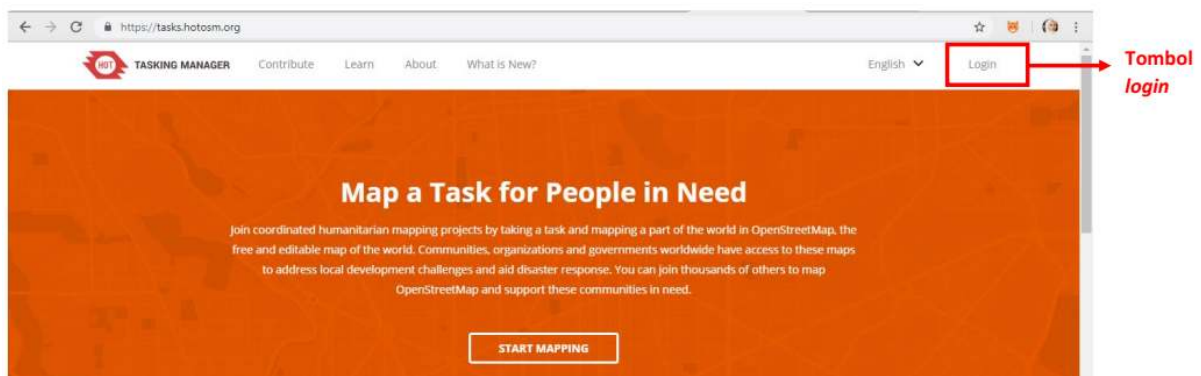 https://tasks.hotosm.org
HOT TASKING MANAGER Contribute Learn About What is New? English Login
Tombol
login
Map a Task for People in Need
Join coordinated humanitarian mapping projects by taking a task and mapping a part of the world in OpenStreetMap, the
free and editable map of the world. Communities, organizations and governments worldwide have access to these maps
to address local development challenges and aid disaster response. You can join thousands of others to map
OpenStreetMap and support these communities in need.
START MAPPING